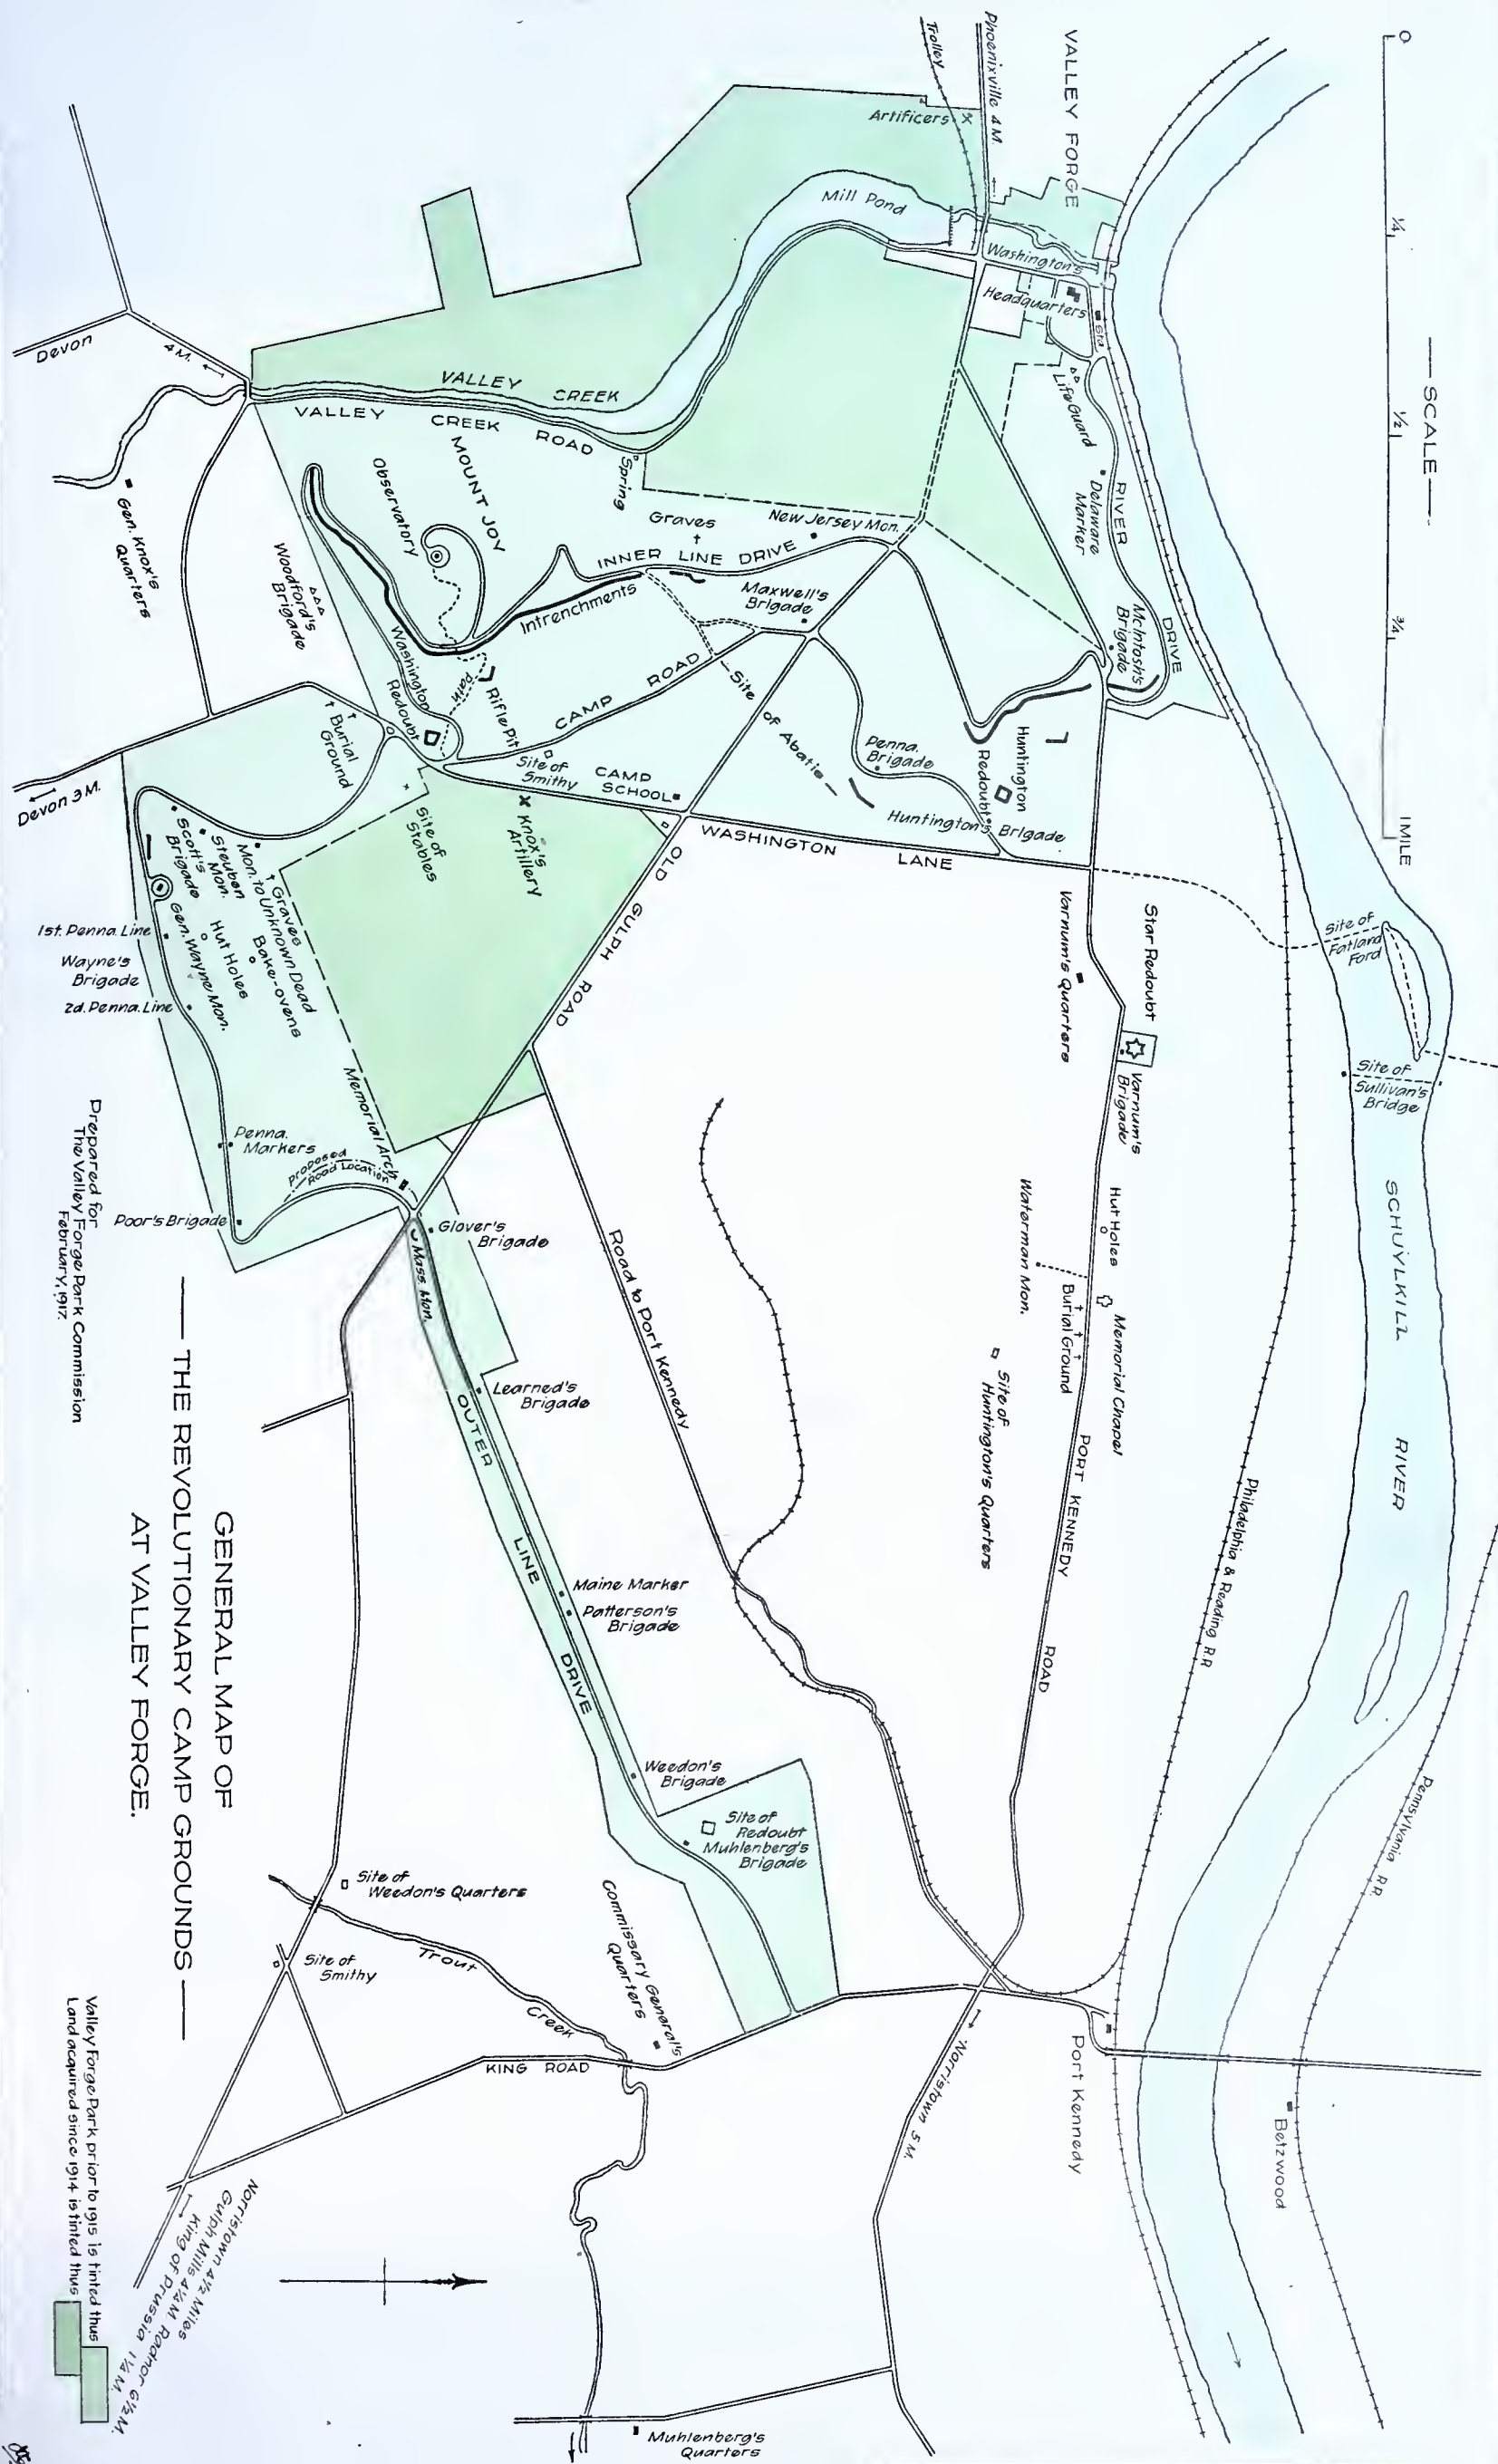 GENERAL MAP OF
THE REVOLUTIONARY CAMP GROUNDS
AT VALLEY FORGE.
Prepared for
The Valley Forge Park Commission
February, 1917.
SCALE
0
1/4
1/2
3/4
1 MILE
VALLEY FORGE
Phoenixville 4 M.
Trolley
Artificers
Mill Pond
Washington's
Headquarters
Sta
Life Guard
Delaware
Marker
RIVER
DRIVE
McIntosh's
Brigade
Devon
4 M.
VALLEY CREEK
VALLEY CREEK ROAD
Spring
MOUNT JOY
Observatory
Graves
New Jersey Mon.
INNER LINE DRIVE
Intrenchments
Maxwell's
Brigade
Gen. Knox's
Quarters
Woodford's
Brigade
Washington
Redoubt
Path
Rifle Pit
CAMP ROAD
Site of Abatis
Penna.
Brigade
Huntington
Redoubt
Huntington's Brigade
Burial
Ground
Site of
Smithy
CAMP
SCHOOL
WASHINGTON LANE
Knox's
Artillery
Site of
Stables
Devon 3 M.
OLD GULPH ROAD
Scott's
Brigade
Steuben
Mon.
Mon. to Unknown Dead
Graves
Bake-ovens
Hut Holes
Gen. Wayne Mon.
1st. Penna. Line
Wayne's
Brigade
2d. Penna. Line
Penna.
Markers
Poor's Brigade
Memorial Arch
Proposed
Road Location
Glover's
Brigade
Mass. Mon.
Learned's
Brigade
OUTER LINE DRIVE
Maine Marker
Patterson's
Brigade
Weedon's
Brigade
Site of
Redoubt
Muhlenberg's
Brigade
Road to Port Kennedy
Varnum's Quarters
Star Redoubt
Varnum's
Brigade
Hut Holes
Waterman Mon.
Memorial Chapel
Burial Ground
Site of
Huntington's Quarters
PORT KENNEDY ROAD
Philadelphia & Reading R.R
Site of
Fatland
Ford
Site of
Sullivan's
Bridge
SCHUYLKILL RIVER
Pennsylvania R.R.
Site of
Weedon's Quarters
Site of
Smithy
Trout Creek
Commissary General's
Quarters
KING ROAD
Norristown 5 M.
Port Kennedy
Betzwood
Muhlenberg's
Quarters
Norristown 4 1/2 Miles
Gulph Mills 4 1/4 M. Radnor 6 1/2 M.
King of Prussia 1 1/4 M.
Valley Forge Park prior to 1915 is tinted thus
Land acquired since 1914 is tinted thus